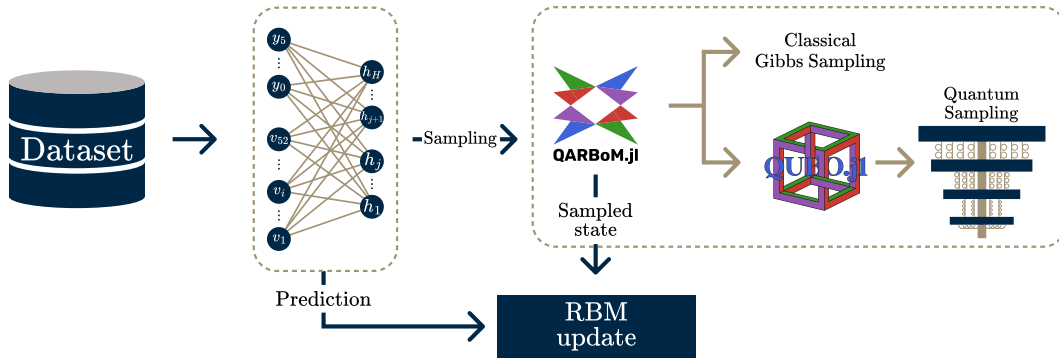 Dataset
y5
y0
v52
vi
v1
hH
hj+1
hj
h1
Sampling
QARBoM.jl
Classical
Gibbs Sampling
QUBO.jl
Quantum
Sampling
Sampled
state
Prediction
RBM
update